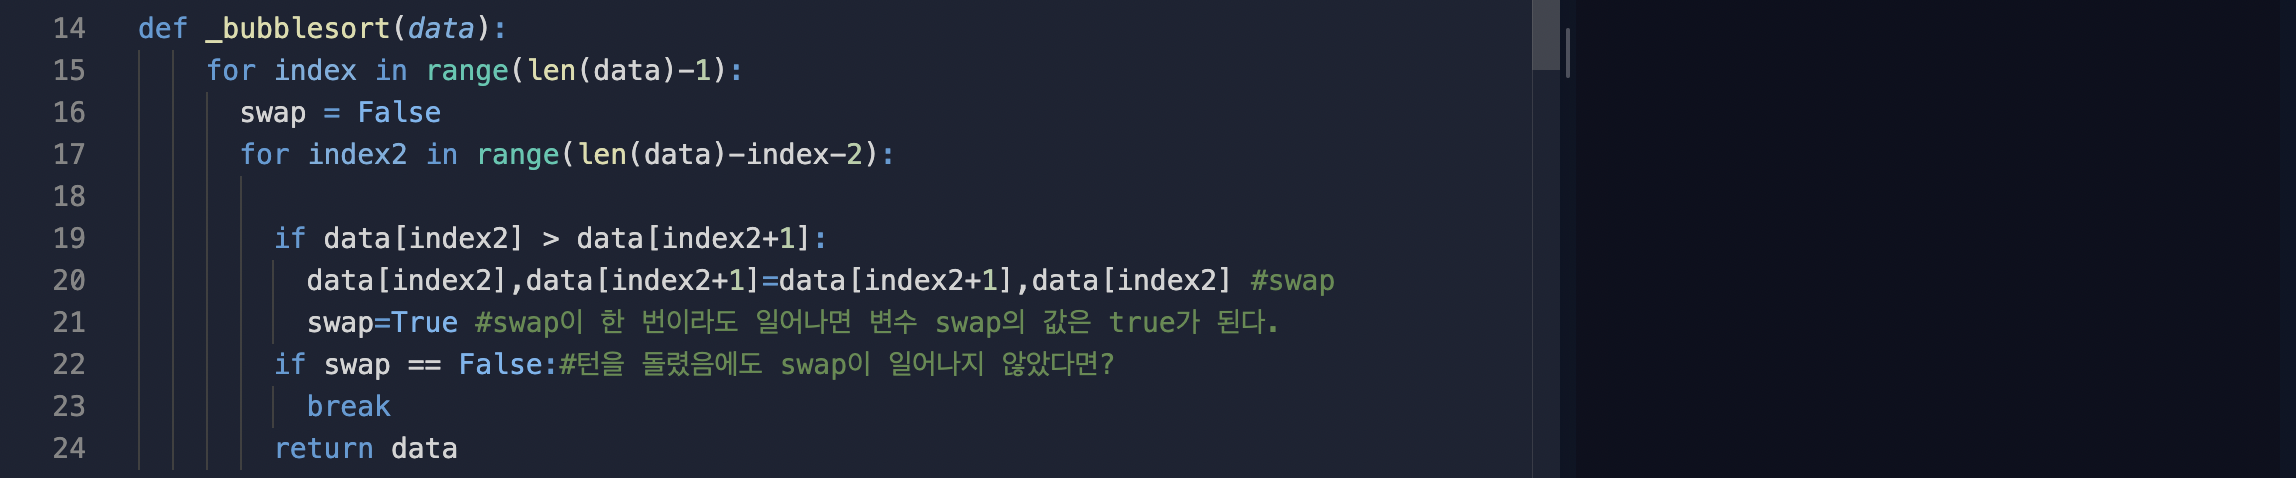 14 def _bubblesort(data):
15 for index in range(len(data)-1):
16 swap = False
17 for index2 in range(len(data)-index-2):
18
19 if data[index2] > data[index2+1]:
20 data[index2],data[index2+1]=data[index2+1],data[index2] #swap
21 swap=True #swap이 한 번이라도 일어나면 변수 swap의 값은 true가 된다.
22 if swap == False:#턴을 돌렸음에도 swap이 일어나지 않았다면?
23 break
24 return data